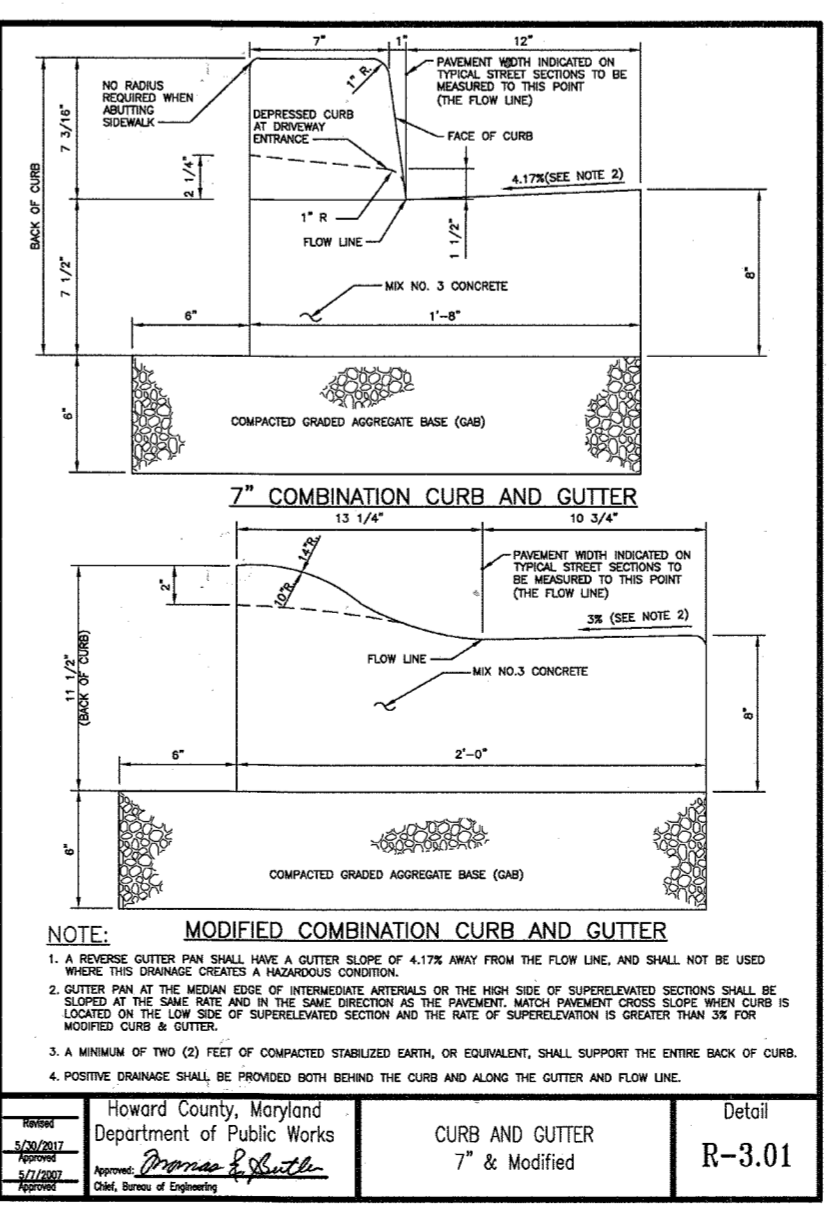 7"
1"
12"
NO RADIUS
REQUIRED WHEN
ABUTTING
SIDEWALK
1" R.
PAVEMENT WIDTH INDICATED ON
TYPICAL STREET SECTIONS TO BE
MEASURED TO THIS POINT
(THE FLOW LINE)
DEPRESSED CURB
AT DRIVEWAY
ENTRANCE
FACE OF CURB
BACK OF CURB
7 3/16"
2 1/4"
4.17%(SEE NOTE 2)
1" R
FLOW LINE
1 1/2"
7 1/2"
8"
MIX NO. 3 CONCRETE
6"
1'-8"
6"
COMPACTED GRADED AGGREGATE BASE (GAB)
7" COMBINATION CURB AND GUTTER
13 1/4"
10 3/4"
14"R.
10"R.
2"
PAVEMENT WIDTH INDICATED ON
TYPICAL STREET SECTIONS TO
BE MEASURED TO THIS POINT
(THE FLOW LINE)
3% (SEE NOTE 2)
FLOW LINE
MIX NO.3 CONCRETE
11 1/2"
(BACK OF CURB)
8"
6"
2'-0"
6"
COMPACTED GRADED AGGREGATE BASE (GAB)
MODIFIED COMBINATION CURB AND GUTTER
NOTE:
1. A REVERSE GUTTER PAN SHALL HAVE A GUTTER SLOPE OF 4.17% AWAY FROM THE FLOW LINE, AND SHALL NOT BE USED
WHERE THIS DRAINAGE CREATES A HAZARDOUS CONDITION.
2. GUTTER PAN AT THE MEDIAN EDGE OF INTERMEDIATE ARTERIALS OR THE HIGH SIDE OF SUPERELEVATED SECTIONS SHALL BE
SLOPED AT THE SAME RATE AND IN THE SAME DIRECTION AS THE PAVEMENT. MATCH PAVEMENT CROSS SLOPE WHEN CURB IS
LOCATED ON THE LOW SIDE OF SUPERELEVATED SECTION AND THE RATE OF SUPERELEVATION IS GREATER THAN 3% FOR
MODIFIED CURB & GUTTER.
3. A MINIMUM OF TWO (2) FEET OF COMPACTED STABILIZED EARTH, OR EQUIVALENT, SHALL SUPPORT THE ENTIRE BACK OF CURB.
4. POSITIVE DRAINAGE SHALL BE PROVIDED BOTH BEHIND THE CURB AND ALONG THE GUTTER AND FLOW LINE.
Revised
5/30/2017
Approved
5/7/2007
Approved
Howard County, Maryland
Department of Public Works
Approved: Thomas E. Butler
Chief, Bureau of Engineering
CURB AND GUTTER
7" & Modified
Detail
R-3.01